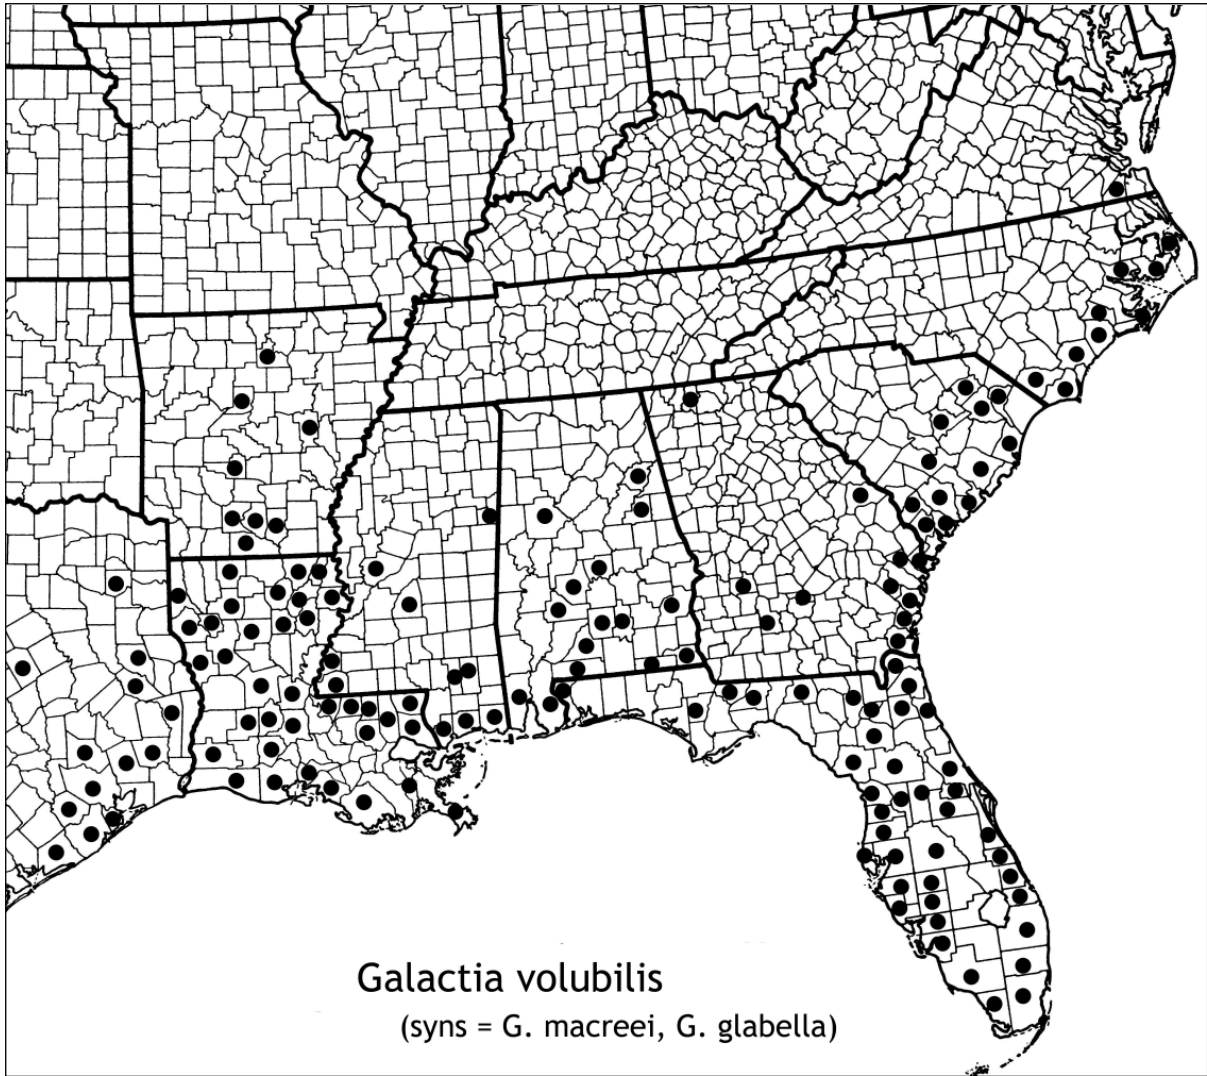 Galactia volubilis
(syns = G. macreei, G. glabella)